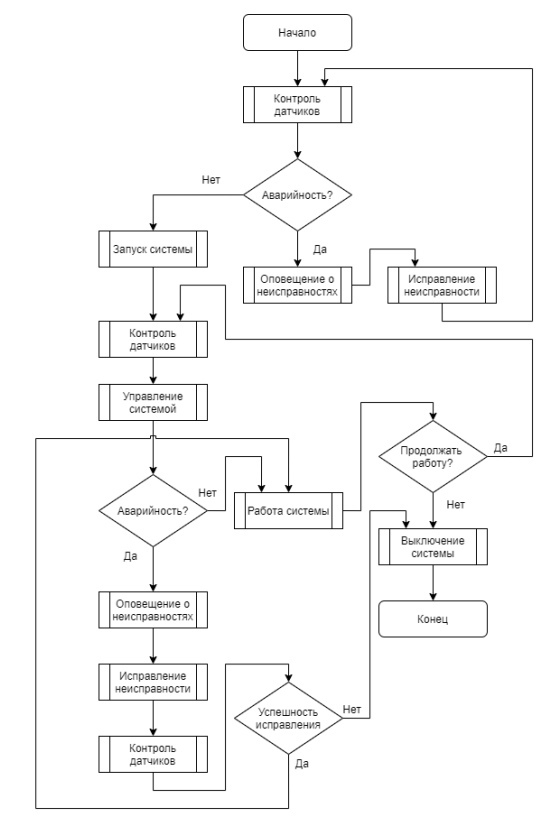 Начало
Контроль
датчиков
Аварийность?
Нет
Да
Запуск системы
Оповещение о
неисправностях
Исправление
неисправности
Контроль
датчиков
Управление
системой
Продолжать
работу?
Да
Нет
Аварийность?
Нет
Работа системы
Да
Выключение
системы
Оповещение о
неисправностях
Конец
Исправление
неисправности
Успешность
исправления
Нет
Контроль
датчиков
Да